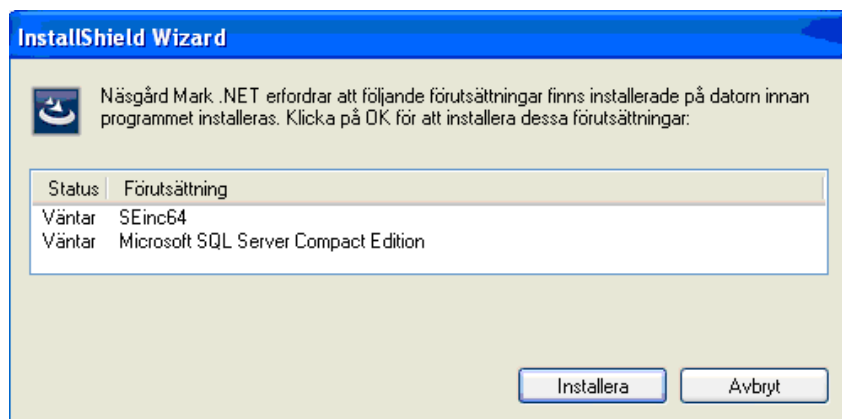 InstallShield Wizard
Näsgård Mark .NET erfordrar att följande förutsättningar finns installerade på datorn innan
programmet installeras. Klicka på OK för att installera dessa förutsättningar:
Status Förutsättning
Väntar SEinc64
Väntar Microsoft SQL Server Compact Edition
Installera Avbryt